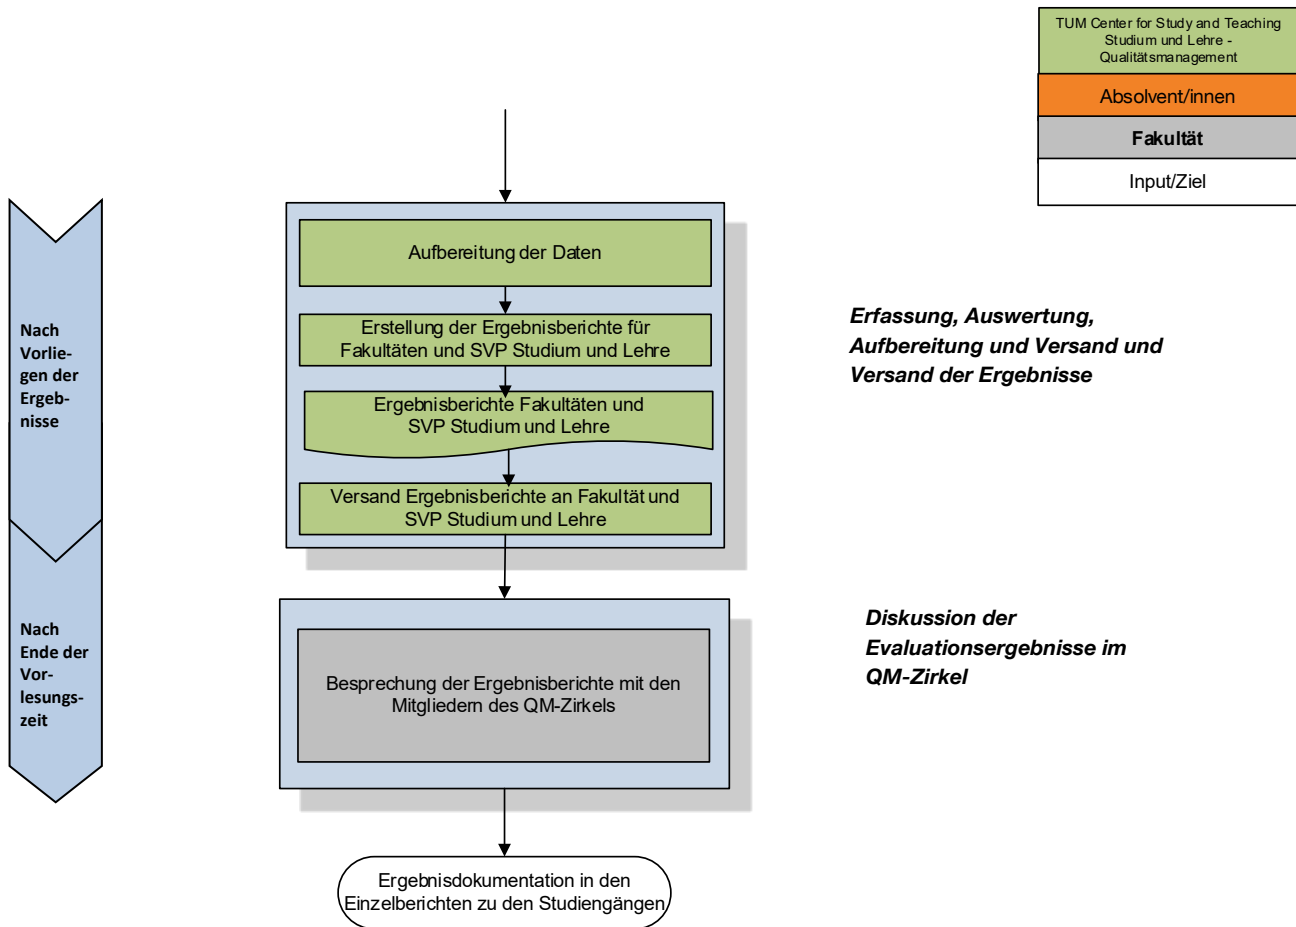 TUM Center for Study and Teaching
Studium und Lehre -
Qualitätsmanagement
Absolvent/innen
Fakultät
Input/Ziel
Nach
Vorlie-
gen der
Ergeb-
nisse
Aufbereitung der Daten
Erstellung der Ergebnisberichte für
Fakultäten und SVP Studium und Lehre
Ergebnisberichte Fakultäten und
SVP Studium und Lehre
Versand Ergebnisberichte an Fakultät und
SVP Studium und Lehre
Erfassung, Auswertung,
Aufbereitung und Versand und
Versand der Ergebnisse
Nach
Ende der
Vor-
lesungs-
zeit
Besprechung der Ergebnisberichte mit den
Mitgliedern des QM-Zirkels
Diskussion der
Evaluationsergebnisse im
QM-Zirkel
Ergebnisdokumentation in den
Einzelberichten zu den Studiengängen